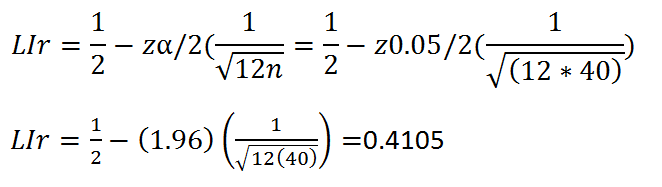 LIr = 1/2 − zα/2(1/√12n = 1/2 − z0.05/2(1/√(12 * 40))
LIr = 1/2 − (1.96) (1/√12(40)) =0.4105